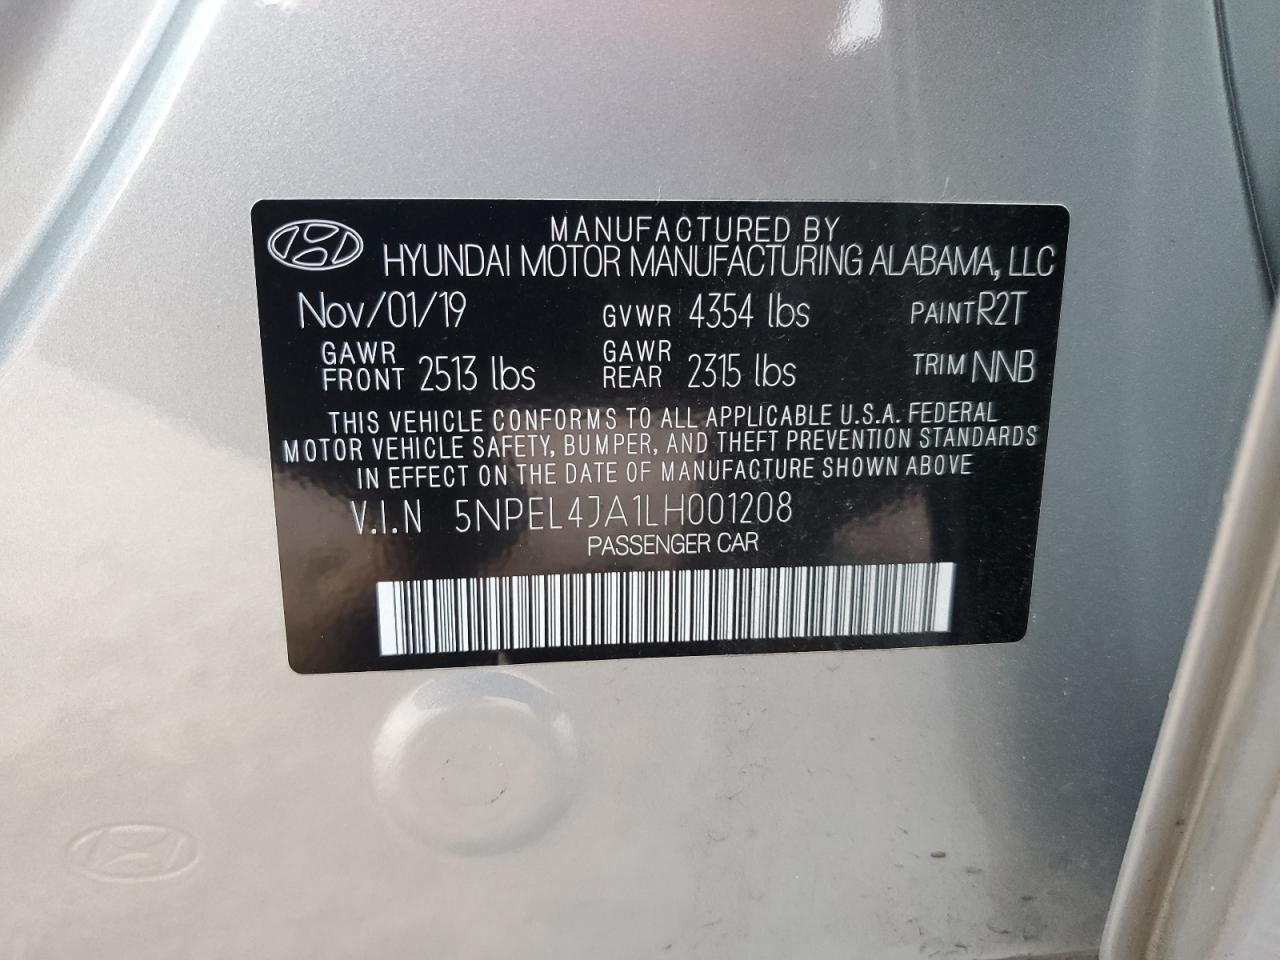 MANUFACTURED BY
HYUNDAI MOTOR MANUFACTURING ALABAMA, LLC
Nov/01/19 GVWR 4354 lbs PAINT R2T
GAWR FRONT 2513 lbs GAWR REAR 2315 lbs TRIM NNB
THIS VEHICLE CONFORMS TO ALL APPLICABLE U.S.A. FEDERAL
MOTOR VEHICLE SAFETY, BUMPER, AND THEFT PREVENTION STANDARDS
IN EFFECT ON THE DATE OF MANUFACTURE SHOWN ABOVE
V.I.N 5NPEL4JA1LH001208
PASSENGER CAR